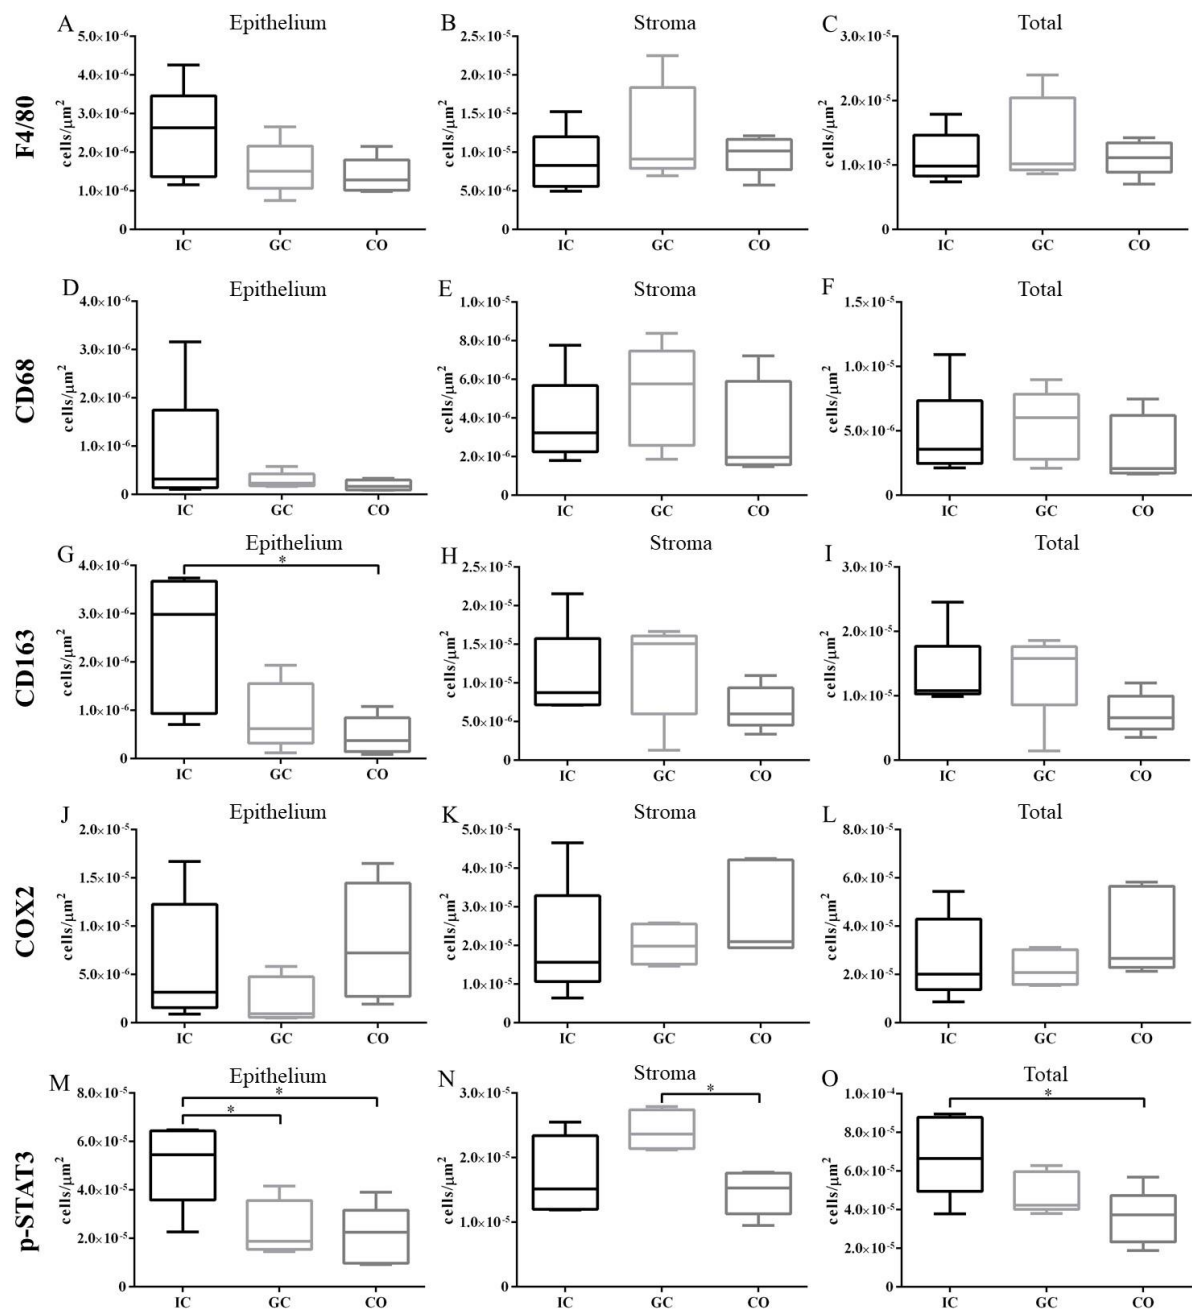 A Epithelium
B Stroma
C Total
F4/80
cells/μm²
5.0×10⁻⁶
4.0×10⁻⁶
3.0×10⁻⁶
2.0×10⁻⁶
1.0×10⁻⁶
0
IC GC CO
cells/μm²
2.5×10⁻⁵
2.0×10⁻⁵
1.5×10⁻⁵
1.0×10⁻⁵
5.0×10⁻⁶
0
IC GC CO
cells/μm²
3.0×10⁻⁵
2.0×10⁻⁵
1.0×10⁻⁵
0
IC GC CO
D Epithelium
E Stroma
F Total
CD68
cells/μm²
4.0×10⁻⁶
3.0×10⁻⁶
2.0×10⁻⁶
1.0×10⁻⁶
0
IC GC CO
cells/μm²
1.0×10⁻⁵
8.0×10⁻⁶
6.0×10⁻⁶
4.0×10⁻⁶
2.0×10⁻⁶
0
IC GC CO
cells/μm²
1.5×10⁻⁵
1.0×10⁻⁵
5.0×10⁻⁶
0
IC GC CO
G Epithelium
H Stroma
I Total
CD163
cells/μm²
4.0×10⁻⁶
3.0×10⁻⁶
2.0×10⁻⁶
1.0×10⁻⁶
0
*
IC GC CO
cells/μm²
2.5×10⁻⁵
2.0×10⁻⁵
1.5×10⁻⁵
1.0×10⁻⁵
5.0×10⁻⁶
0
IC GC CO
cells/μm²
3.0×10⁻⁵
2.0×10⁻⁵
1.0×10⁻⁵
0
IC GC CO
J Epithelium
K Stroma
L Total
COX2
cells/μm²
2.0×10⁻⁵
1.5×10⁻⁵
1.0×10⁻⁵
5.0×10⁻⁶
0
IC GC CO
cells/μm²
5.0×10⁻⁵
4.0×10⁻⁵
3.0×10⁻⁵
2.0×10⁻⁵
1.0×10⁻⁵
0
IC GC CO
cells/μm²
8.0×10⁻⁵
6.0×10⁻⁵
4.0×10⁻⁵
2.0×10⁻⁵
0
IC GC CO
M Epithelium
N Stroma
O Total
p-STAT3
cells/μm²
8.0×10⁻⁵
6.0×10⁻⁵
4.0×10⁻⁵
2.0×10⁻⁵
0
*
*
IC GC CO
cells/μm²
3.0×10⁻⁵
2.0×10⁻⁵
1.0×10⁻⁵
0
*
IC GC CO
cells/μm²
1.0×10⁻⁴
8.0×10⁻⁵
6.0×10⁻⁵
4.0×10⁻⁵
2.0×10⁻⁵
0
*
IC GC CO